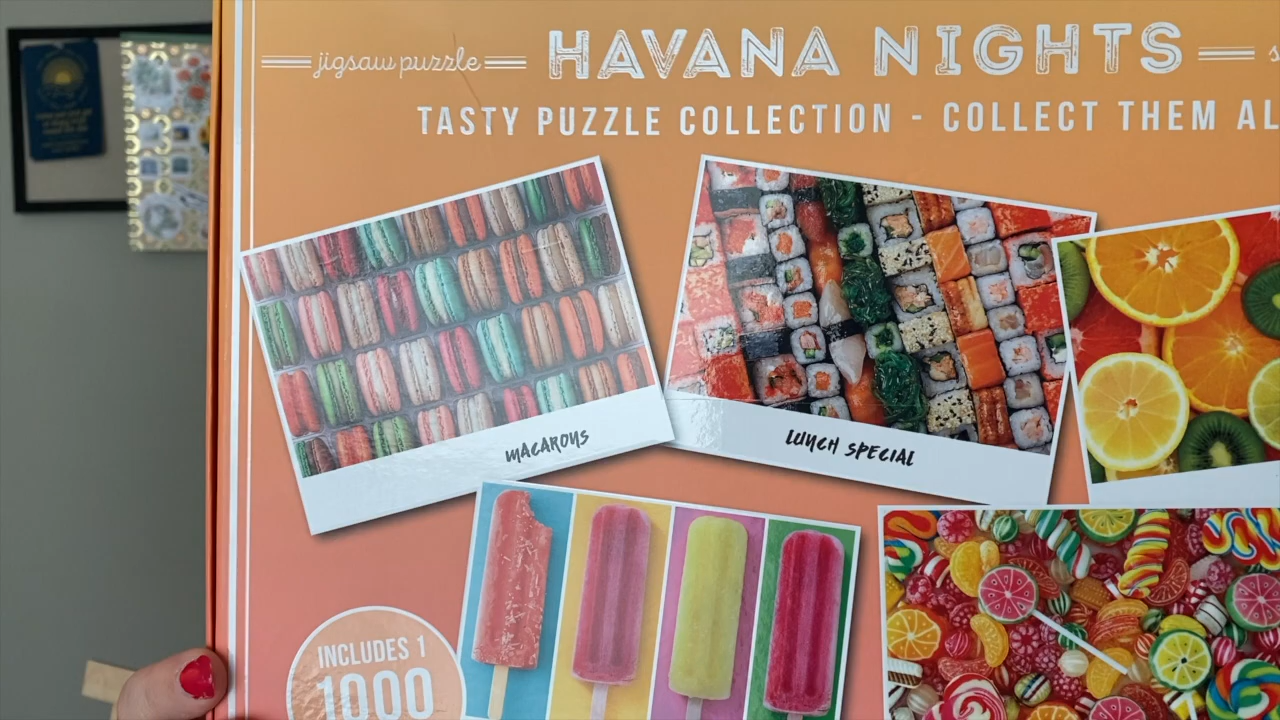 jigsaw puzzle HAVANA NIGHTS
TASTY PUZZLE COLLECTION - COLLECT THEM AL
MACARONS
LUNCH SPECIAL
INCLUDES 1
1000